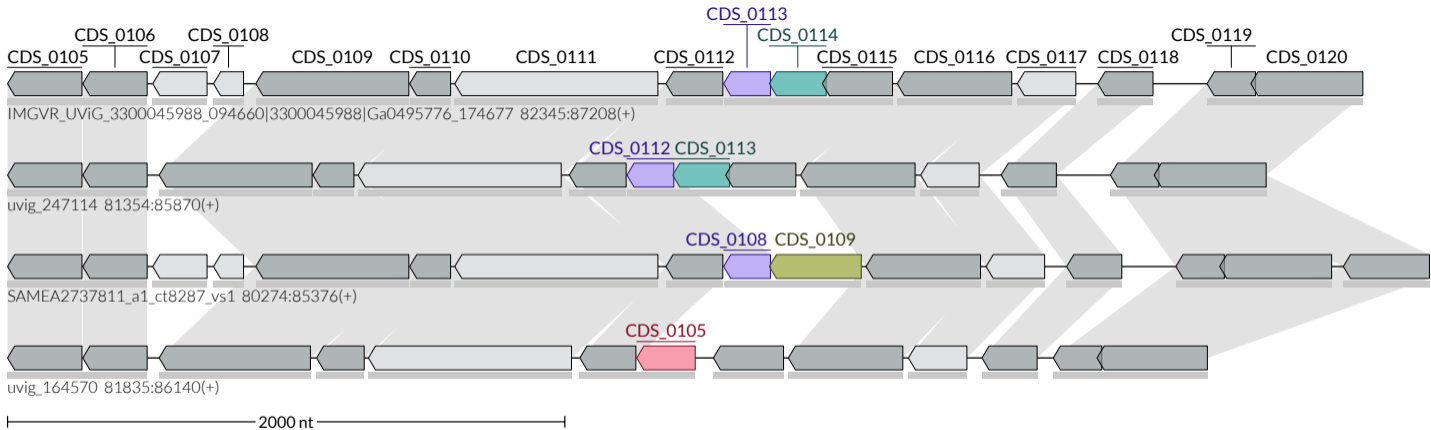 CDS_0113
CDS_0106 CDS_0108 CDS_0114 CDS_0119
CDS_0105 CDS_0107 CDS_0109 CDS_0110 CDS_0111 CDS_0112 CDS_0115 CDS_0116 CDS_0117 CDS_0118 CDS_0120
IMGVR_UViG_3300045988_094660|3300045988|Ga0495776_174677 82345:87208(+)
CDS_0112 CDS_0113
uvig_247114 81354:85870(+)
CDS_0108 CDS_0109
SAMEA2737811_a1_ct8287_vs1 80274:85376(+)
CDS_0105
uvig_164570 81835:86140(+)
2000 nt